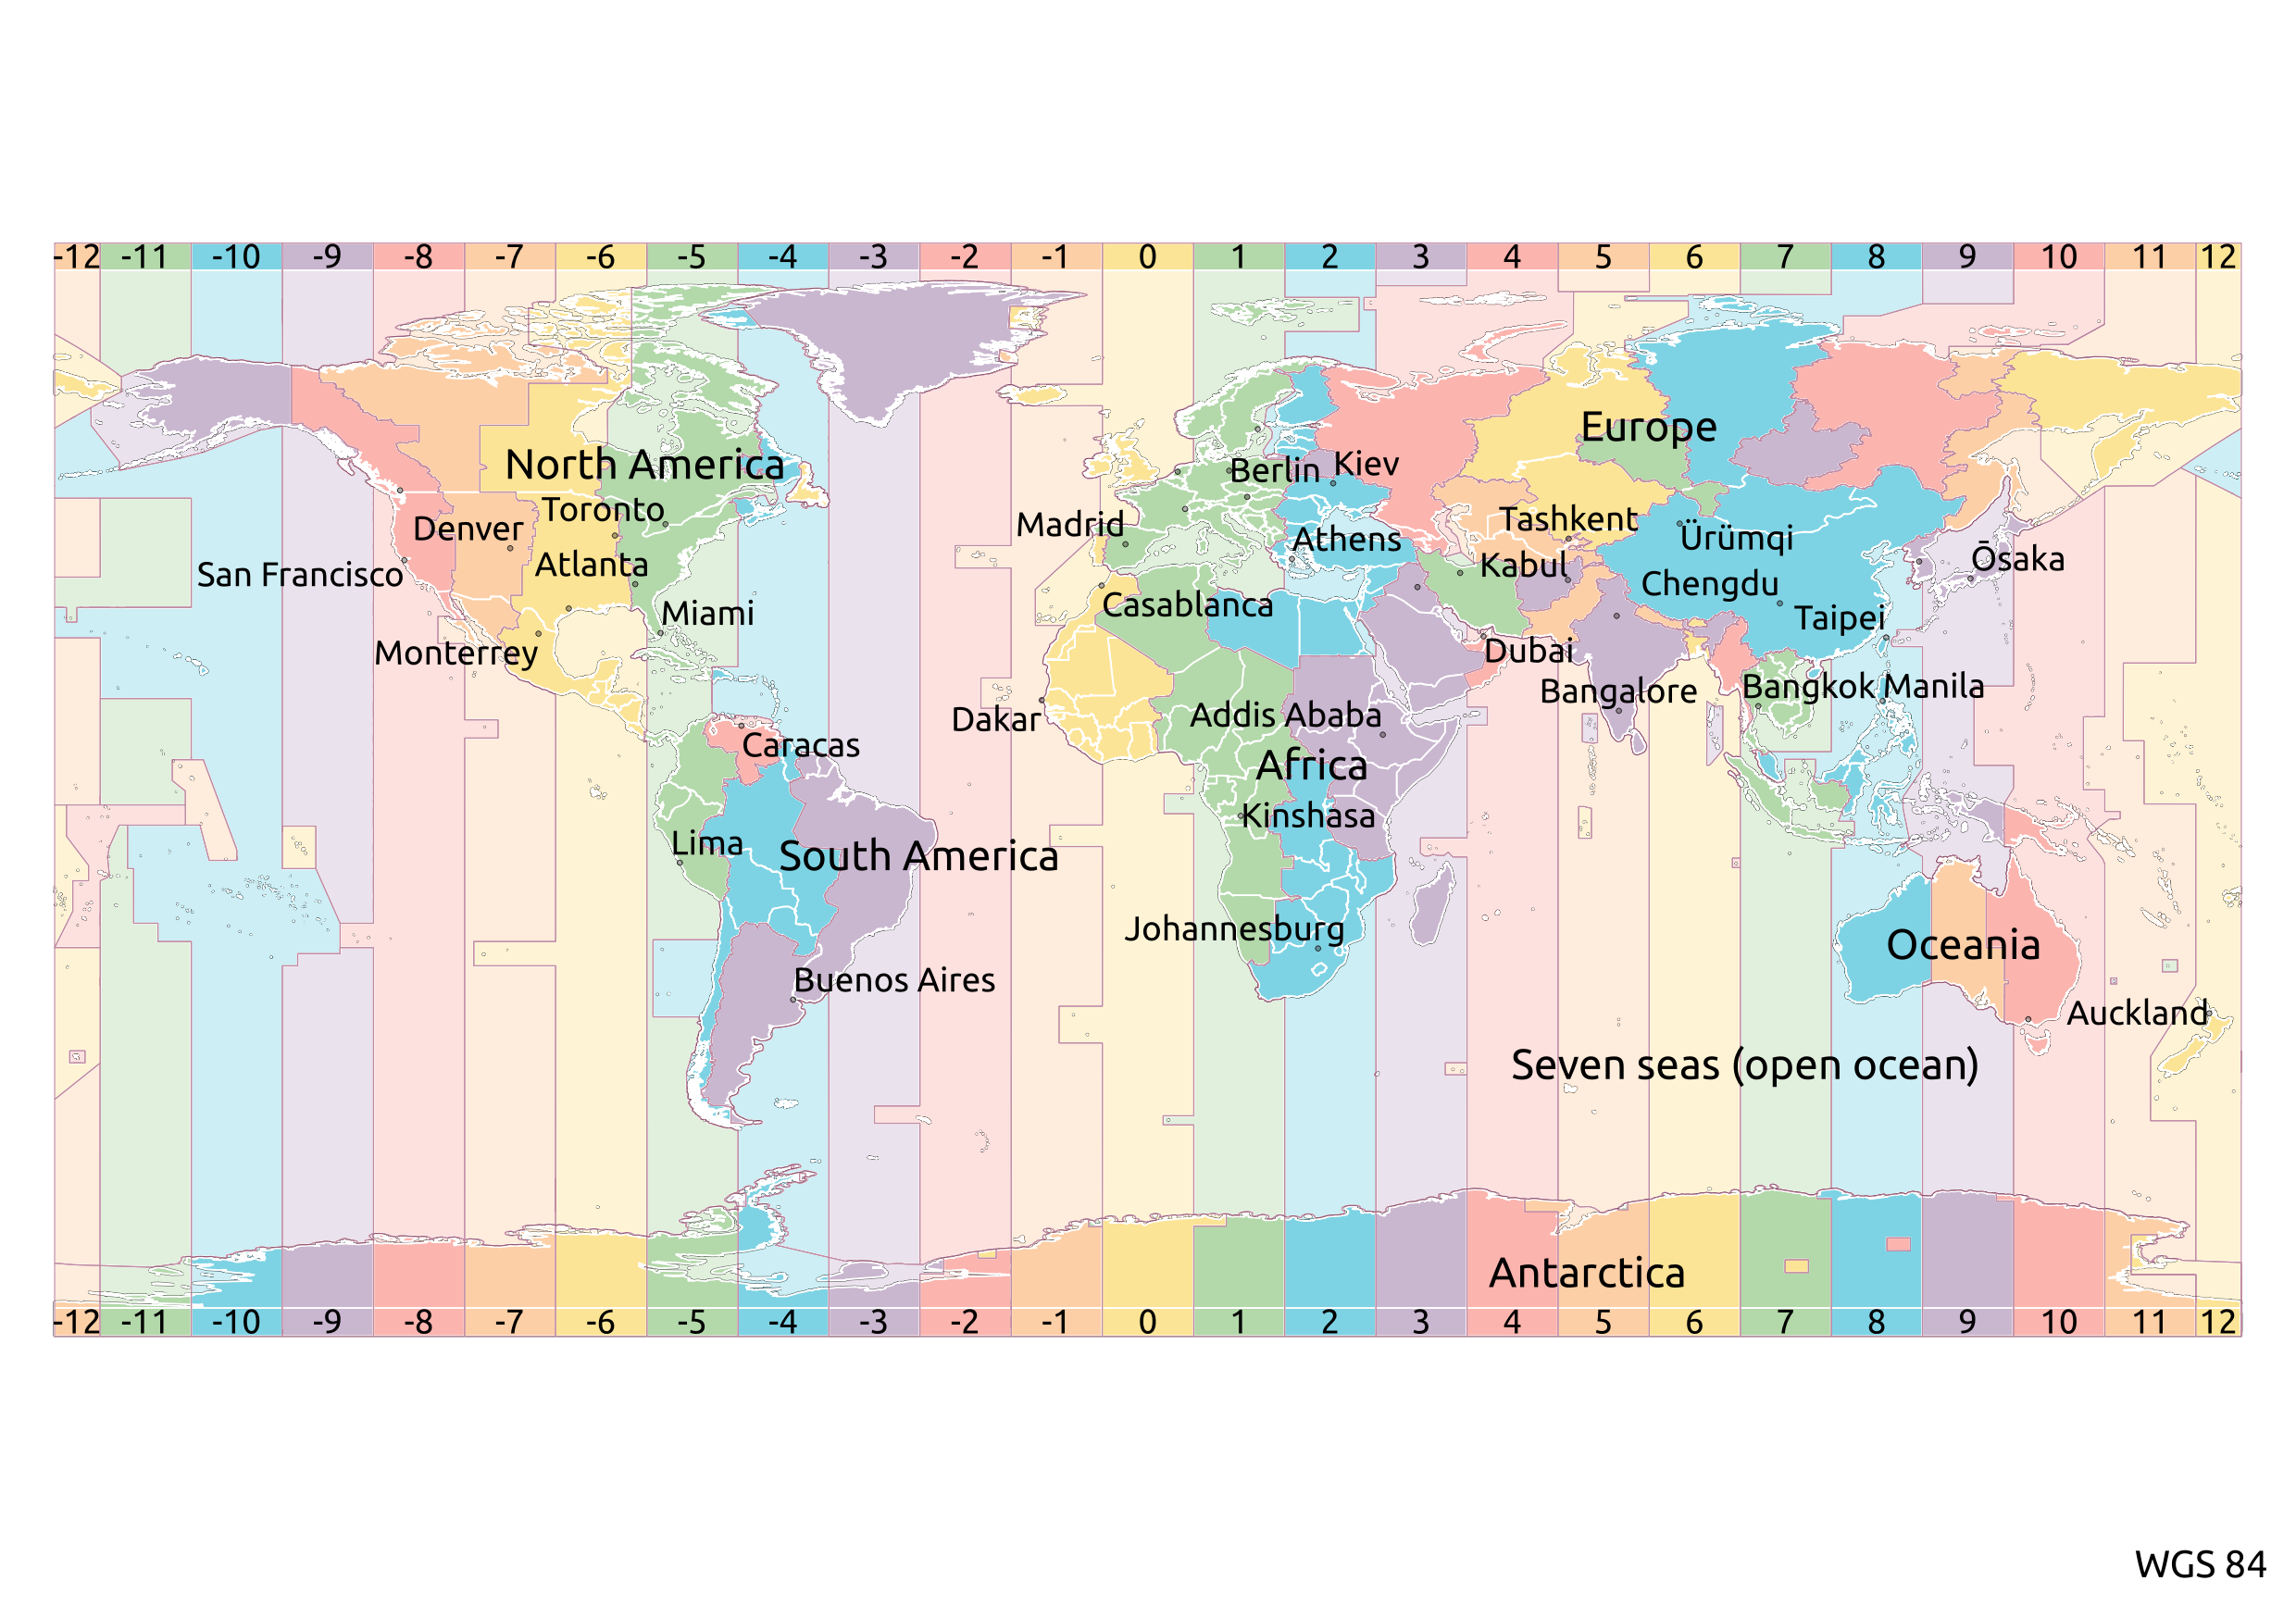 -12 -11 -10 -9 -8 -7 -6 -5 -4 -3 -2 -1 0 1 2 3 4 5 6 7 8 9 10 11 12
Europe
North America
Berlin Kiev
Toronto
Madrid
Denver
Tashkent
Athens
Ürümqi
Ōsaka
Atlanta
Kabul
San Francisco
Chengdu
Casablanca
Miami
Taipei
Monterrey
Dubai
Bangalore
Bangkok Manila
Dakar
Addis Ababa
Caracas
Africa
Kinshasa
Lima
South America
Johannesburg
Oceania
Buenos Aires
Auckland
Seven seas (open ocean)
Antarctica
-12 -11 -10 -9 -8 -7 -6 -5 -4 -3 -2 -1 0 1 2 3 4 5 6 7 8 9 10 11 12
WGS 84